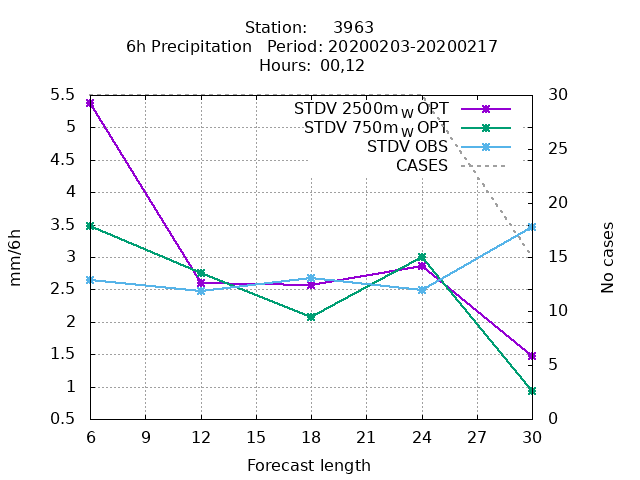 Station: 3963
6h Precipitation Period: 20200203-20200217
Hours: 00,12
STDV 2500m_W OPT
STDV 750m_W OPT
STDV OBS
CASES
5.5
5
4.5
4
3.5
3
2.5
2
1.5
1
0.5
30
25
20
15
10
5
0
mm/6h
No cases
6 9 12 15 18 21 24 27 30
Forecast length